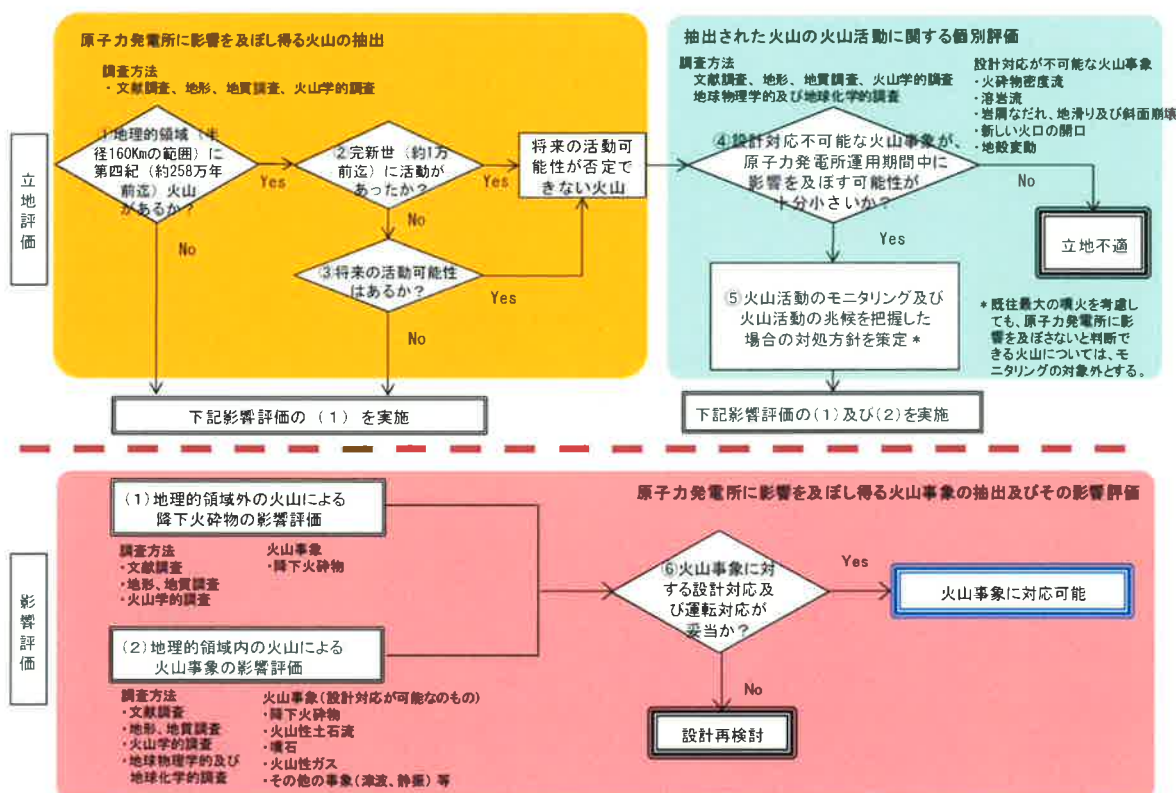 原子力発電所に影響を及ぼし得る火山の抽出
調査方法
・文献調査、地形、地質調査、火山学的調査
立地評価
①地理的領域(半
径160Kmの範囲)に
第四紀(約258万年
前迄)火山
があるか?
Yes
No
②完新世(約1万年
前迄)に活動が
あったか?
Yes
No
③将来の活動可能性
はあるか?
Yes
No
将来の活動可
能性が否定で
きない火山
下記影響評価の(1)を実施
抽出された火山の火山活動に関する個別評価
調査方法
文献調査、地形、地質調査、火山学的調査
地球物理学的及び地球化学的調査
設計対応が不可能な火山事象
・火砕物密度流
・溶岩流
・岩屑なだれ、地滑り及び斜面崩壊
・新しい火口の開口
・地殻変動
④設計対応不可能な火山事象が、
原子力発電所運用期間中に
影響を及ぼす可能性が
十分小さいか?
No
立地不適
Yes
⑤火山活動のモニタリング及び
火山活動の兆候を把握した
場合の対処方針を策定*
*既往最大の噴火を考慮し
ても、原子力発電所に影
響を及ぼさないと判断で
きる火山については、モ
ニタリングの対象外とする。
下記影響評価の(1)及び(2)を実施
影響評価
原子力発電所に影響を及ぼし得る火山事象の抽出及びその影響評価
(1)地理的領域外の火山による
降下火砕物の影響評価
調査方法
・文献調査
・地形、地質調査
・火山学的調査
火山事象
・降下火砕物
(2)地理的領域内の火山による
火山事象の影響評価
調査方法
・文献調査
・地形、地質調査
・火山学的調査
・地球物理学的及び
地球化学的調査
火山事象(設計対応が可能なのもの)
・降下火砕物
・火山性土石流
・噴石
・火山性ガス
・その他の事象(津波、静振)等
⑥火山事象に対
する設計対応及
び運転対応が
妥当か?
Yes
火山事象に対応可能
No
設計再検討